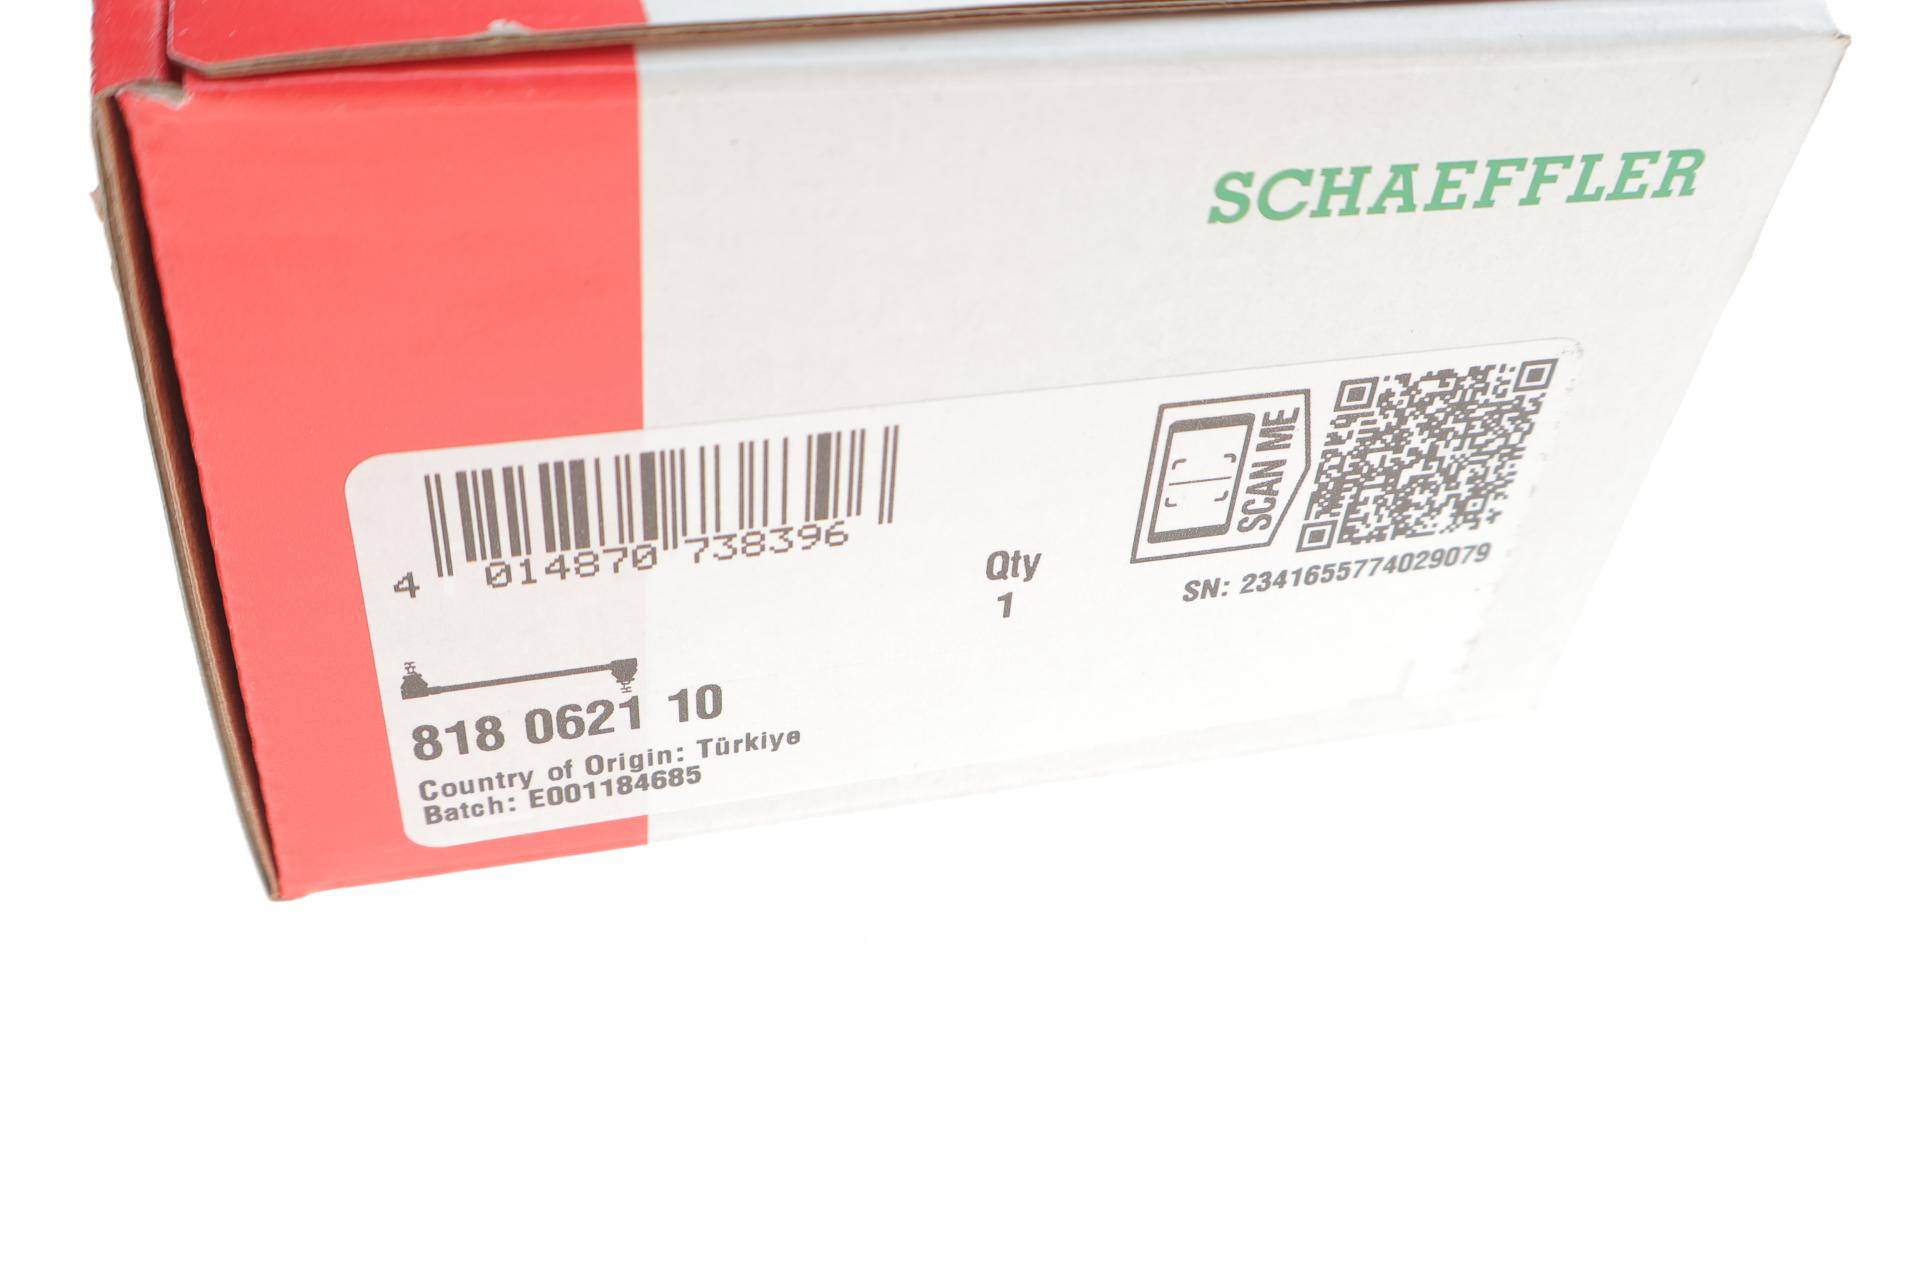 SCHAEFFLER
SCAN ME
4 014870 738396
Qty
1
SN: 2341655774029079
818 0621 10
Country of Origin: Türkiye
Batch: E001184685